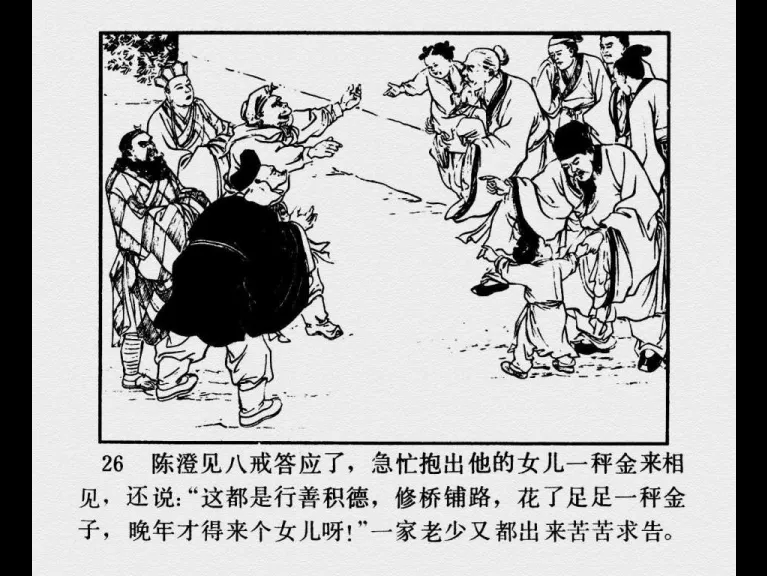 26 陈澄见八戒答应了，急忙抱出他的女儿一秤金来相
见，还说：“这都是行善积德，修桥铺路，花了足足一秤金
子，晚年才得来个女儿呀！”一家老少又都出来苦苦求告。